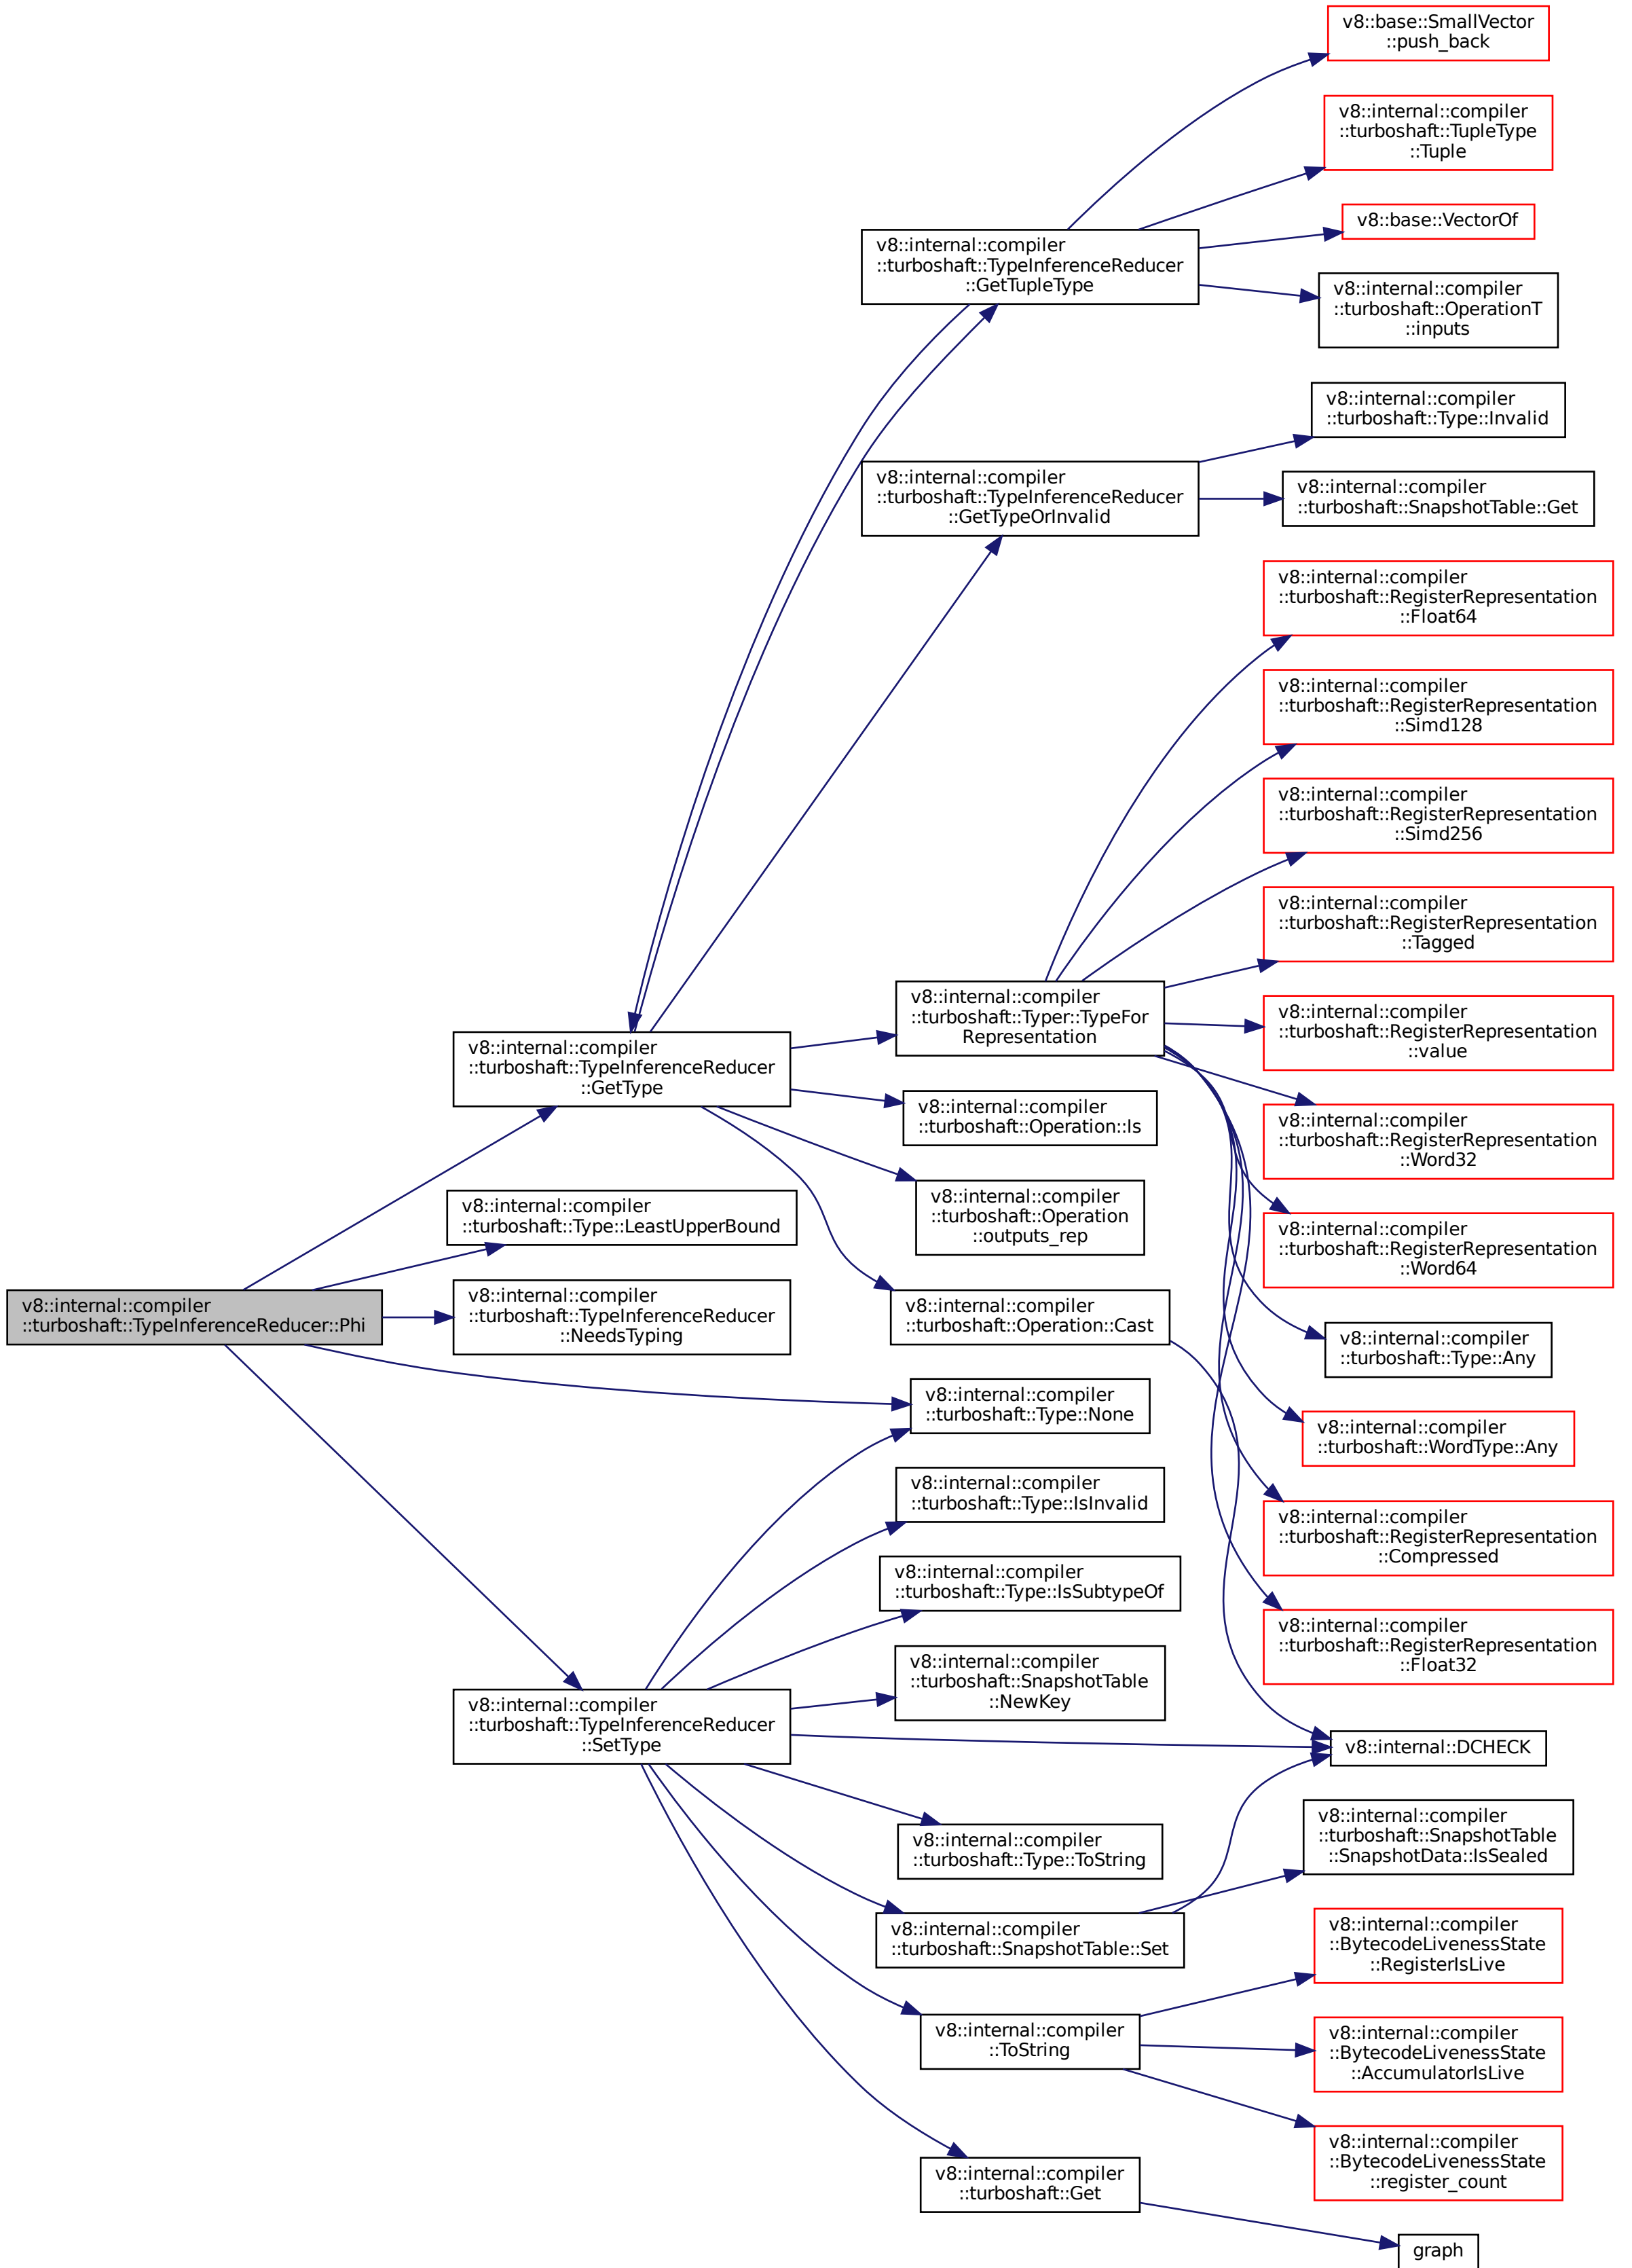 v8::base::SmallVector
::push_back
v8::internal::compiler
::turboshaft::TupleType
::Tuple
v8::base::VectorOf
v8::internal::compiler
::turboshaft::TypeInferenceReducer
::GetTupleType
v8::internal::compiler
::turboshaft::OperationT
::inputs
v8::internal::compiler
::turboshaft::Type::Invalid
v8::internal::compiler
::turboshaft::TypeInferenceReducer
::GetTypeOrInvalid
v8::internal::compiler
::turboshaft::SnapshotTable::Get
v8::internal::compiler
::turboshaft::RegisterRepresentation
::Float64
v8::internal::compiler
::turboshaft::RegisterRepresentation
::Simd128
v8::internal::compiler
::turboshaft::RegisterRepresentation
::Simd256
v8::internal::compiler
::turboshaft::RegisterRepresentation
::Tagged
v8::internal::compiler
::turboshaft::Typer::TypeFor
Representation
v8::internal::compiler
::turboshaft::RegisterRepresentation
::value
v8::internal::compiler
::turboshaft::TypeInferenceReducer
::GetType
v8::internal::compiler
::turboshaft::Operation::Is
v8::internal::compiler
::turboshaft::RegisterRepresentation
::Word32
v8::internal::compiler
::turboshaft::Operation
::outputs_rep
v8::internal::compiler
::turboshaft::Type::LeastUpperBound
v8::internal::compiler
::turboshaft::RegisterRepresentation
::Word64
v8::internal::compiler
::turboshaft::TypeInferenceReducer::Phi
v8::internal::compiler
::turboshaft::TypeInferenceReducer
::NeedsTyping
v8::internal::compiler
::turboshaft::Operation::Cast
v8::internal::compiler
::turboshaft::Type::Any
v8::internal::compiler
::turboshaft::Type::None
v8::internal::compiler
::turboshaft::WordType::Any
v8::internal::compiler
::turboshaft::Type::IsInvalid
v8::internal::compiler
::turboshaft::RegisterRepresentation
::Compressed
v8::internal::compiler
::turboshaft::Type::IsSubtypeOf
v8::internal::compiler
::turboshaft::RegisterRepresentation
::Float32
v8::internal::compiler
::turboshaft::SnapshotTable
::NewKey
v8::internal::compiler
::turboshaft::TypeInferenceReducer
::SetType
v8::internal::DCHECK
v8::internal::compiler
::turboshaft::Type::ToString
v8::internal::compiler
::turboshaft::SnapshotTable
::SnapshotData::IsSealed
v8::internal::compiler
::turboshaft::SnapshotTable::Set
v8::internal::compiler
::BytecodeLivenessState
::RegisterIsLive
v8::internal::compiler
::ToString
v8::internal::compiler
::BytecodeLivenessState
::AccumulatorIsLive
v8::internal::compiler
::BytecodeLivenessState
::register_count
v8::internal::compiler
::turboshaft::Get
graph